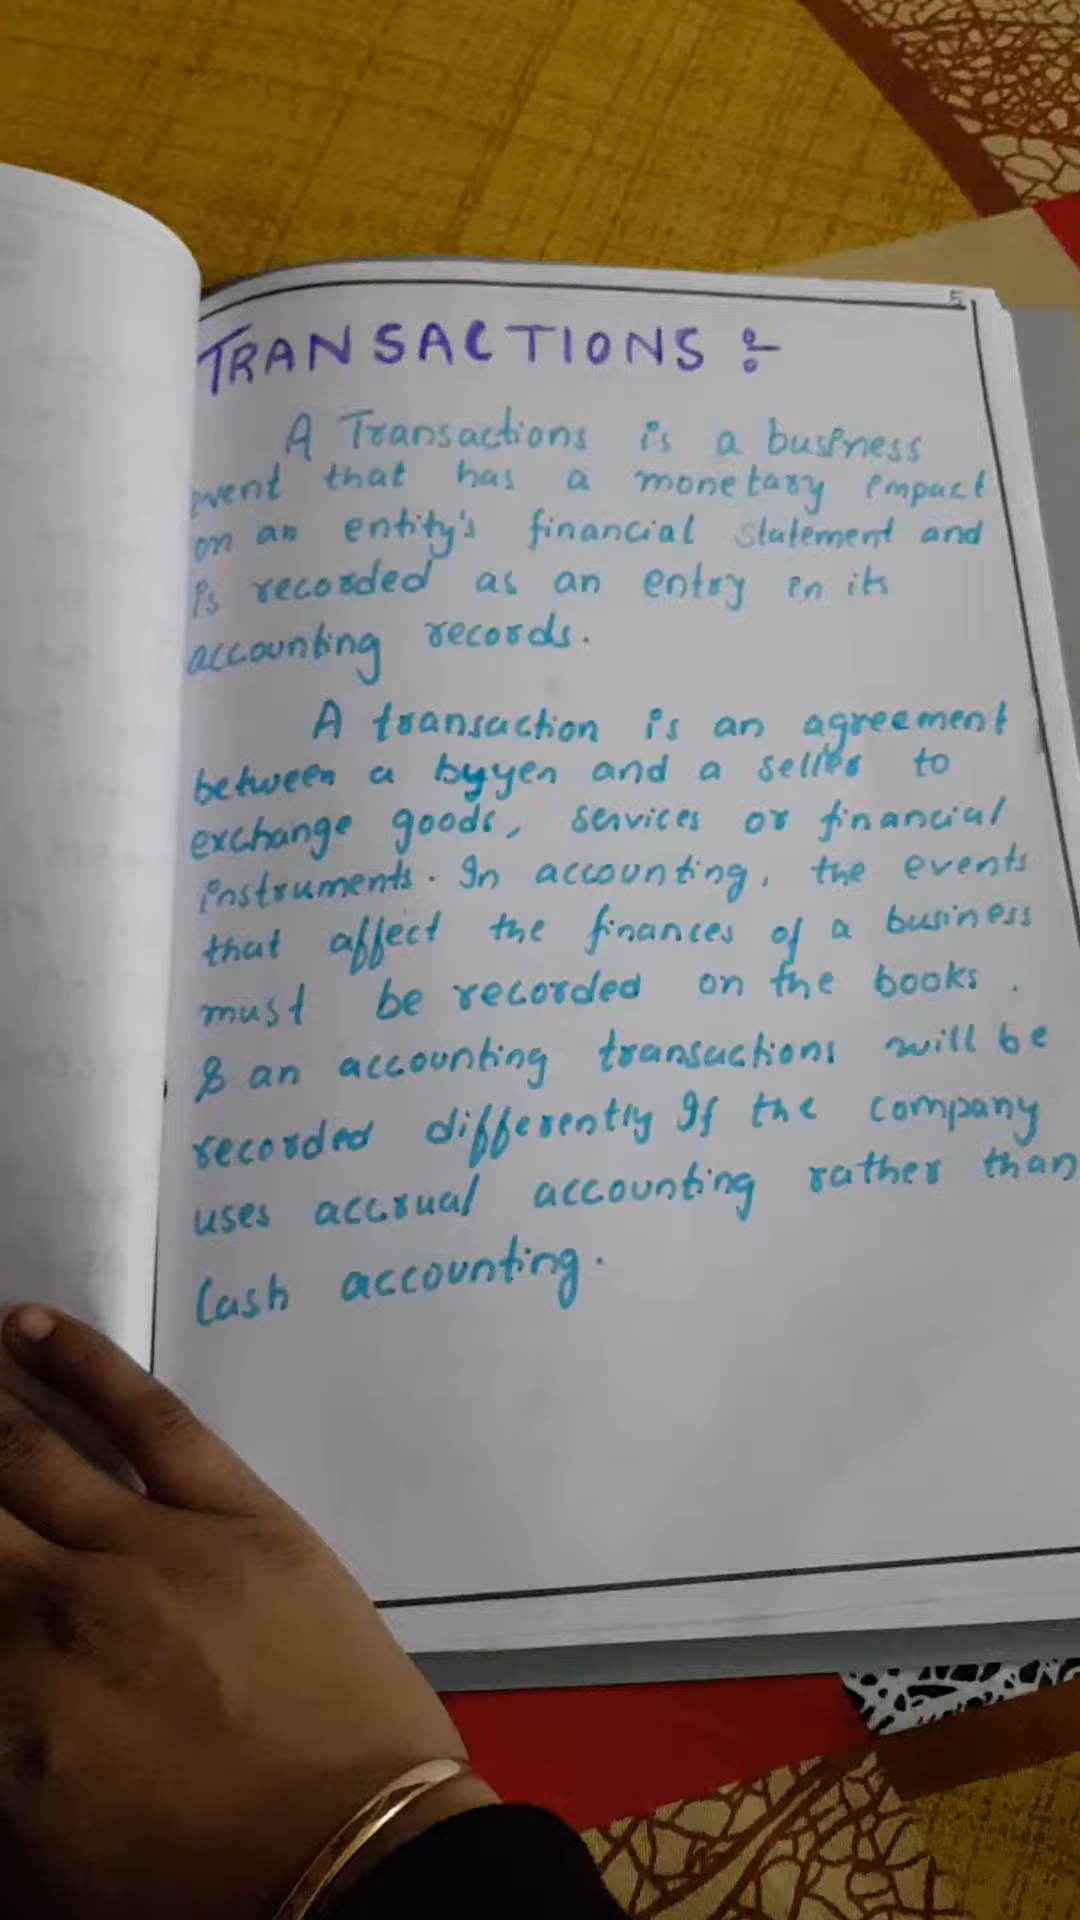 5
TRANSACTIONS :-
A Transactions is a business
event that has a monetary impact
on an entity's financial statement and
is recorded as an entry in its
accounting records.
A transaction is an agreement
between a byyer and a seller to
exchange goods, services or financial
instruments. In accounting, the events
that affect the finances of a business
must be recorded on the books.
& an accounting transactions will be
recorded differently If the company
uses accrual accounting rather than
Cash accounting.